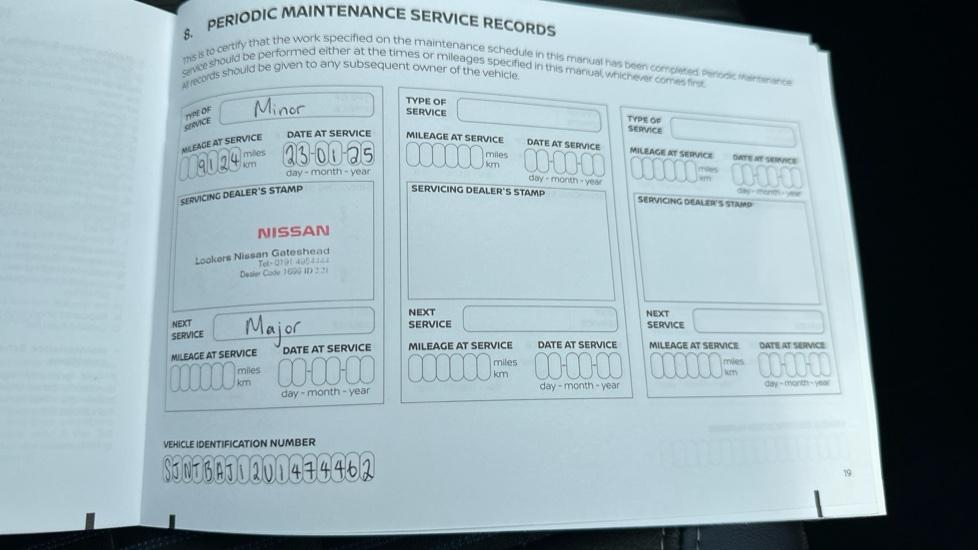 8. PERIODIC MAINTENANCE SERVICE RECORDS
This is to certify that the work specified on the maintenance schedule in this manual has been completed. Periodic Maintenance
Service should be performed either at the times or mileages specified in this manual, whichever comes first.
All records should be given to any subsequent owner of the vehicle.
TYPE OF SERVICE Minor
MILEAGE AT SERVICE 9124 miles km
DATE AT SERVICE 23-01-25
day - month - year
SERVICING DEALER'S STAMP
NISSAN
Lookers Nissan Gateshead
NEXT SERVICE Major
MILEAGE AT SERVICE miles km
DATE AT SERVICE
day - month - year
TYPE OF SERVICE
MILEAGE AT SERVICE miles km
DATE AT SERVICE
day - month - year
SERVICING DEALER'S STAMP
NEXT SERVICE
MILEAGE AT SERVICE miles km
DATE AT SERVICE
day - month - year
TYPE OF SERVICE
MILEAGE AT SERVICE miles km
DATE AT SERVICE
day - month - year
SERVICING DEALER'S STAMP
NEXT SERVICE
MILEAGE AT SERVICE miles km
DATE AT SERVICE
day - month - year
VEHICLE IDENTIFICATION NUMBER
SJNTBAJ12U1474462
19